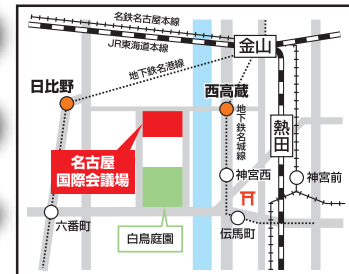 名鉄名古屋本線
JR東海道本線
金山
地下鉄名港線
日比野
西高蔵
地下鉄名城線
熱田
名古屋
国際会議場
神宮西
神宮前
六番町
白鳥庭園
伝馬町